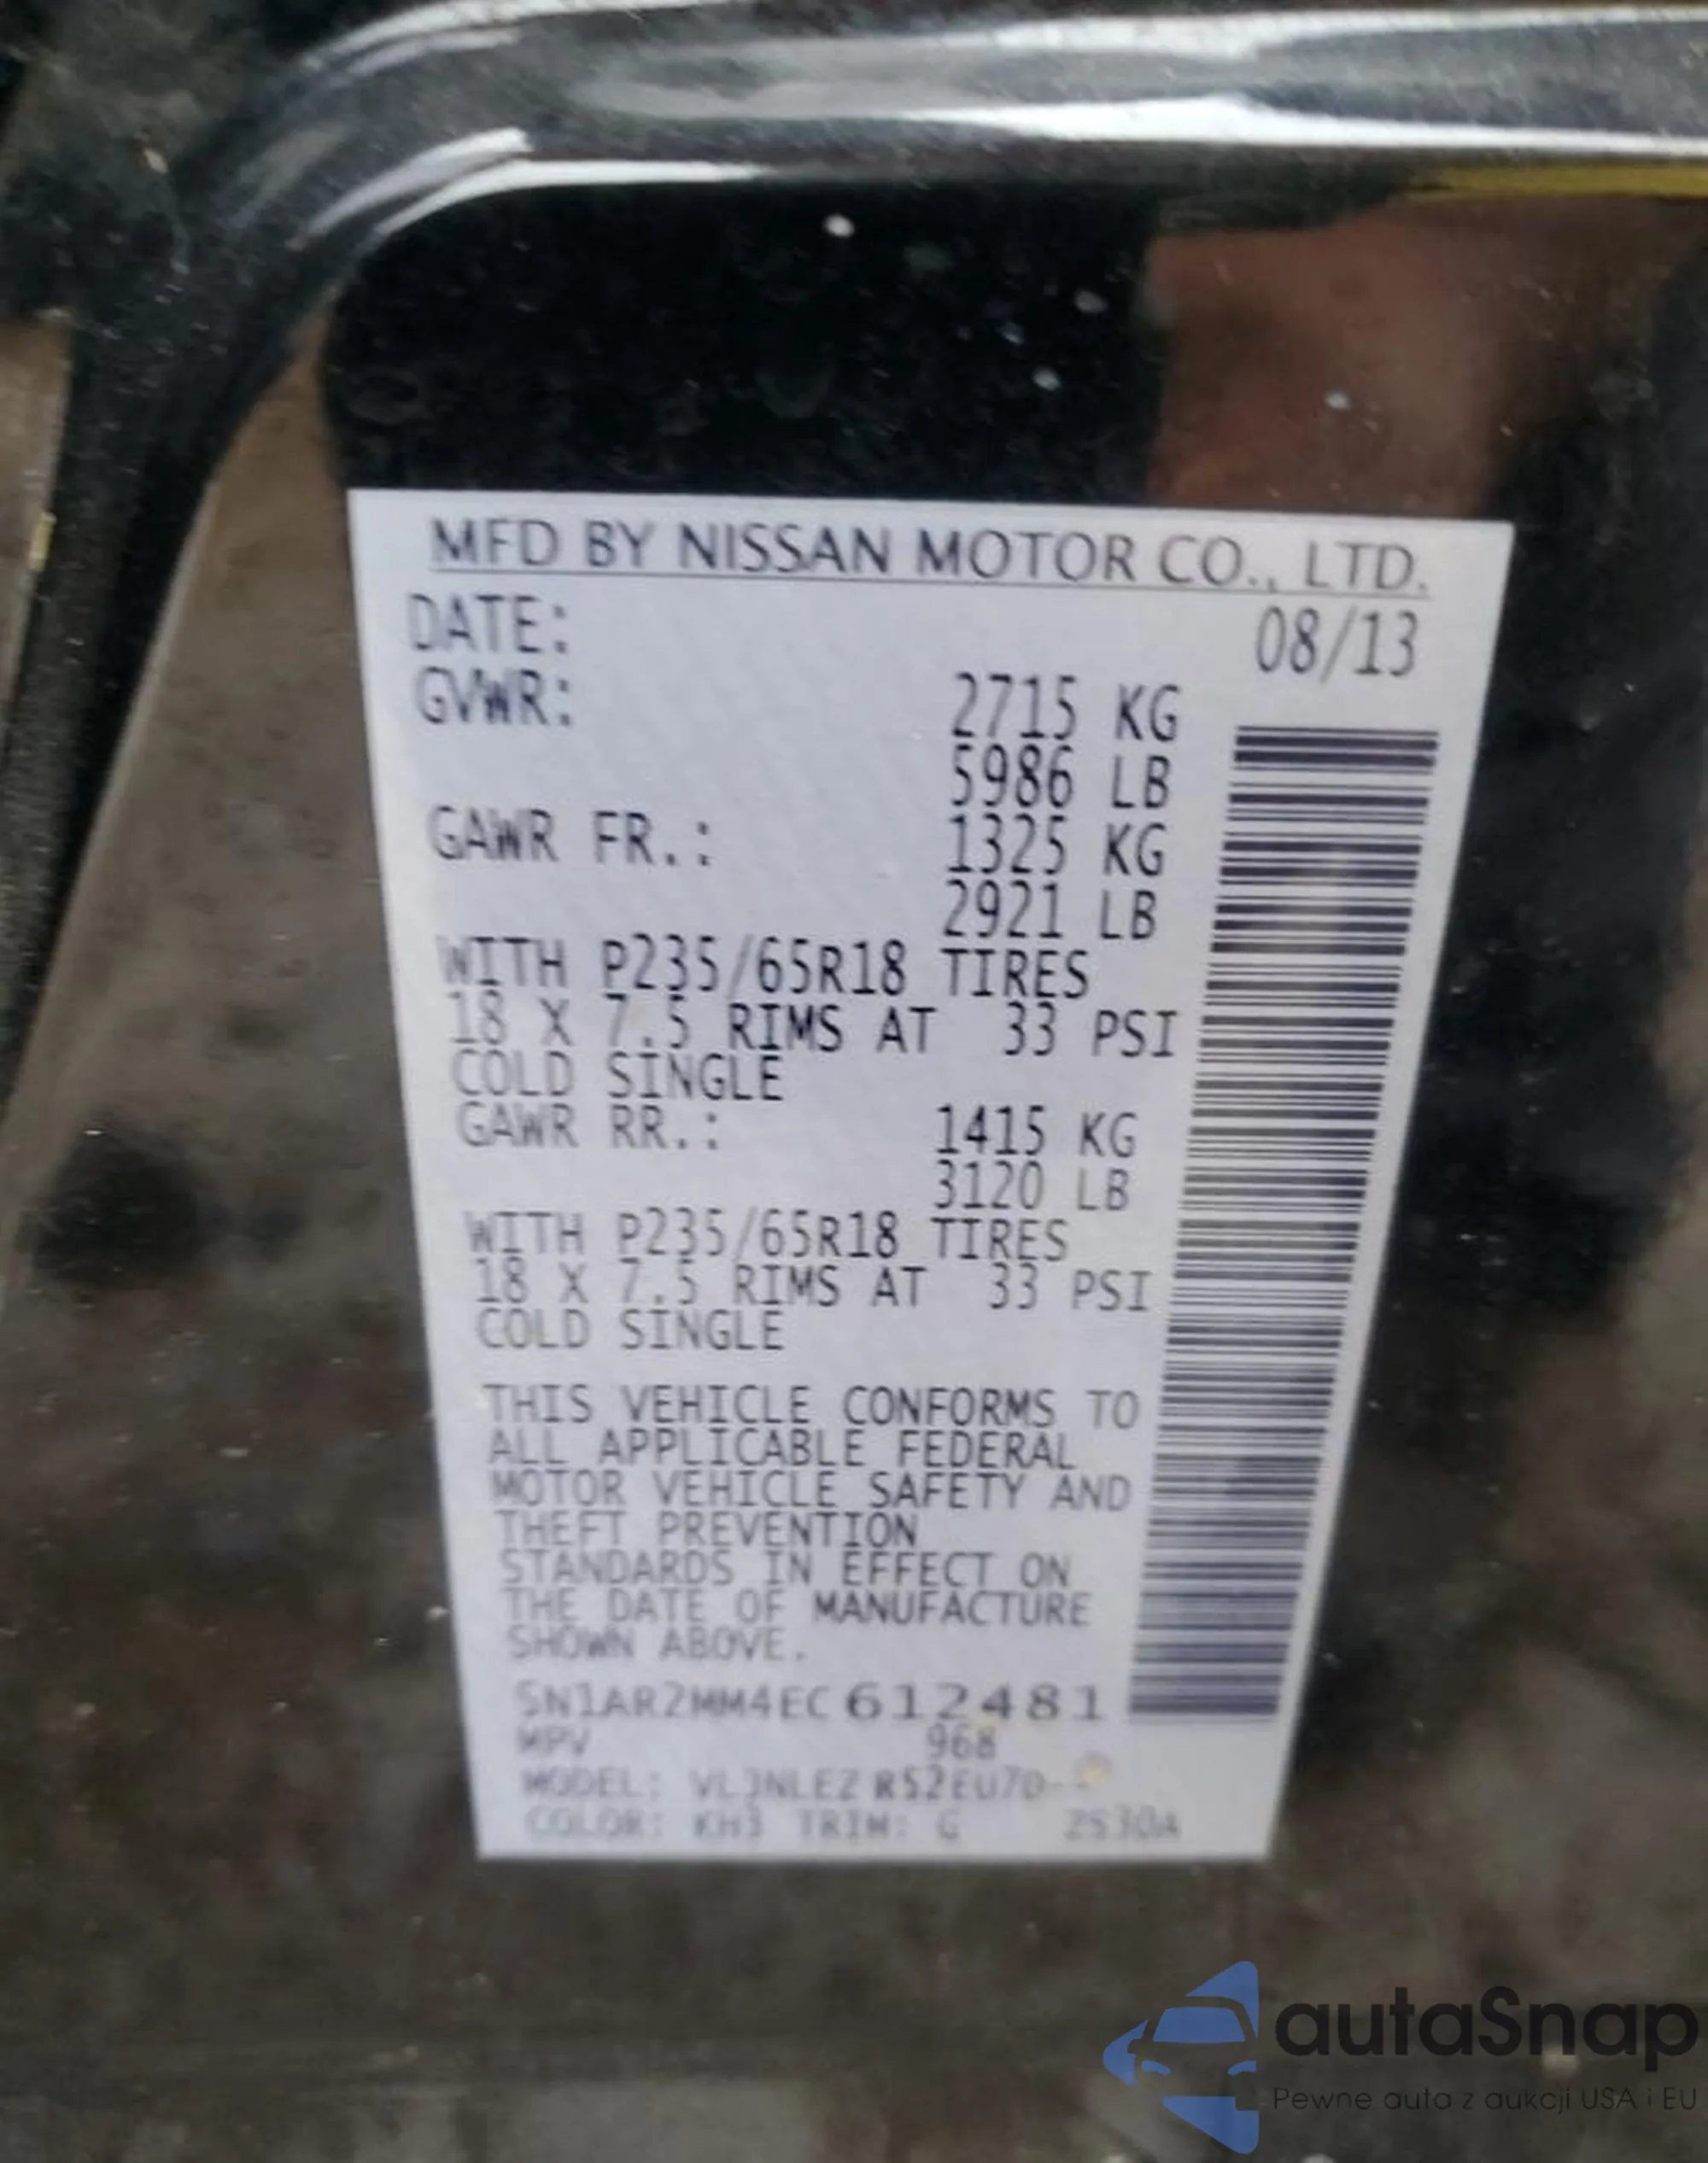 MFD BY NISSAN MOTOR CO., LTD.
DATE: 08/13
GVWR: 2715 KG
5986 LB
GAWR FR.: 1325 KG
2921 LB
WITH P235/65R18 TIRES
18 X 7.5 RIMS AT 33 PSI
COLD SINGLE
GAWR RR.: 1415 KG
3120 LB
WITH P235/65R18 TIRES
18 X 7.5 RIMS AT 33 PSI
COLD SINGLE
THIS VEHICLE CONFORMS TO
ALL APPLICABLE FEDERAL
MOTOR VEHICLE SAFETY AND
THEFT PREVENTION
STANDARDS IN EFFECT ON
THE DATE OF MANUFACTURE
SHOWN ABOVE.
5N1AR2MM4EC612481
MPV 968
MODEL:
COLOR: KH3 TRIM: G
autaSnap
Pewne auta z aukcji USA i EU